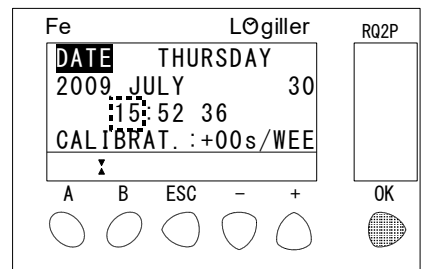 Fe LOgiller RQ2P
DATE THURSDAY
2009 JULY 30
15:52 36
CALIBRAT.:+00s/WEE
A B ESC - + OK